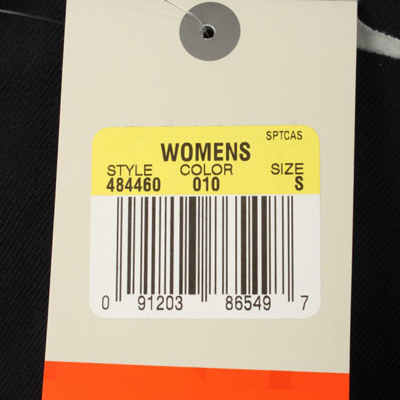 SPTCAS
WOMENS
STYLE COLOR SIZE
484460 010 S
0 91203 86549 7